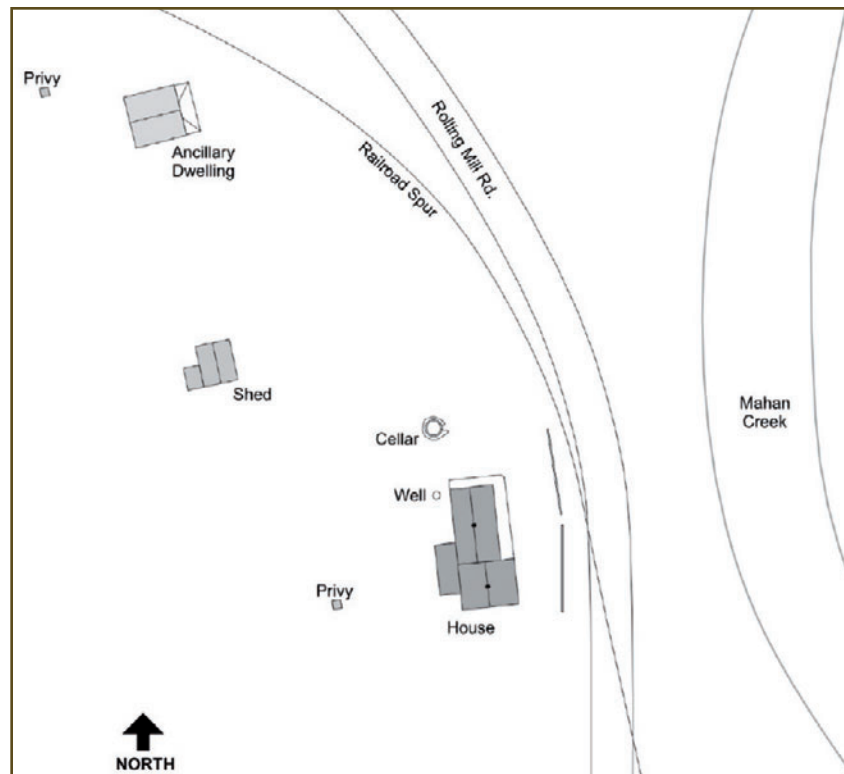 Privy
Ancillary
Dwelling
Rolling Mill Rd.
Railroad Spur
Shed
Mahan
Creek
Cellar
Well
Privy
House
NORTH